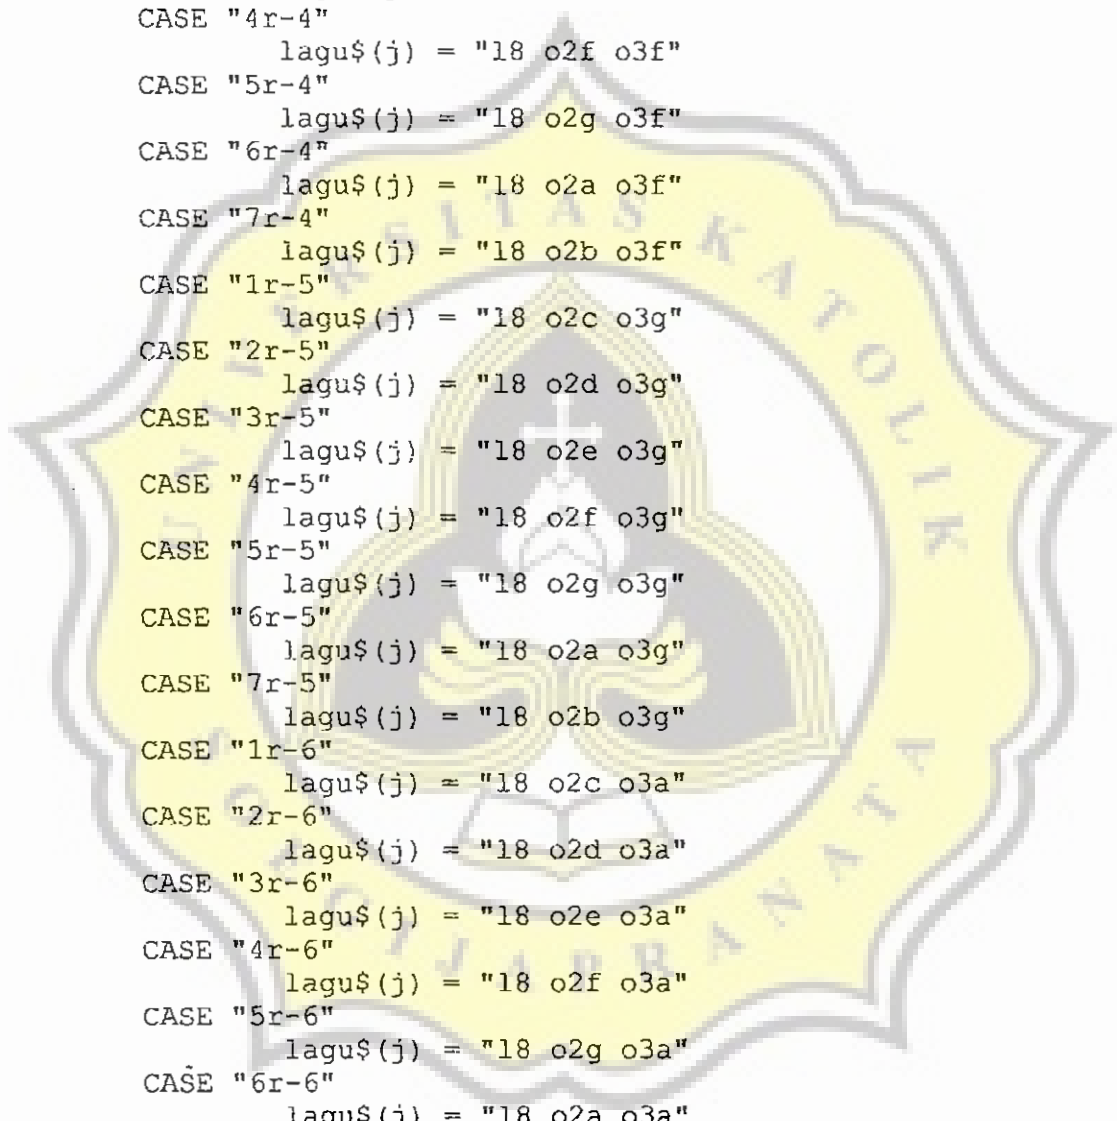 CASE "4r-4"
lagu$(j) = "l8 o2f o3f"
CASE "5r-4"
lagu$(j) = "l8 o2g o3f"
CASE "6r-4"
lagu$(j) = "l8 o2a o3f"
CASE "7r-4"
lagu$(j) = "l8 o2b o3f"
CASE "1r-5"
lagu$(j) = "l8 o2c o3g"
CASE "2r-5"
lagu$(j) = "l8 o2d o3g"
CASE "3r-5"
lagu$(j) = "l8 o2e o3g"
CASE "4r-5"
lagu$(j) = "l8 o2f o3g"
CASE "5r-5"
lagu$(j) = "l8 o2g o3g"
CASE "6r-5"
lagu$(j) = "l8 o2a o3g"
CASE "7r-5"
lagu$(j) = "l8 o2b o3g"
CASE "1r-6"
lagu$(j) = "l8 o2c o3a"
CASE "2r-6"
lagu$(j) = "l8 o2d o3a"
CASE "3r-6"
lagu$(j) = "l8 o2e o3a"
CASE "4r-6"
lagu$(j) = "l8 o2f o3a"
CASE "5r-6"
lagu$(j) = "l8 o2g o3a"
CASE "6r-6"
lagu$(j) = "l8 o2a o3a"
UNIVERSITAS KATOLIK
SOEGIJAPRANATA